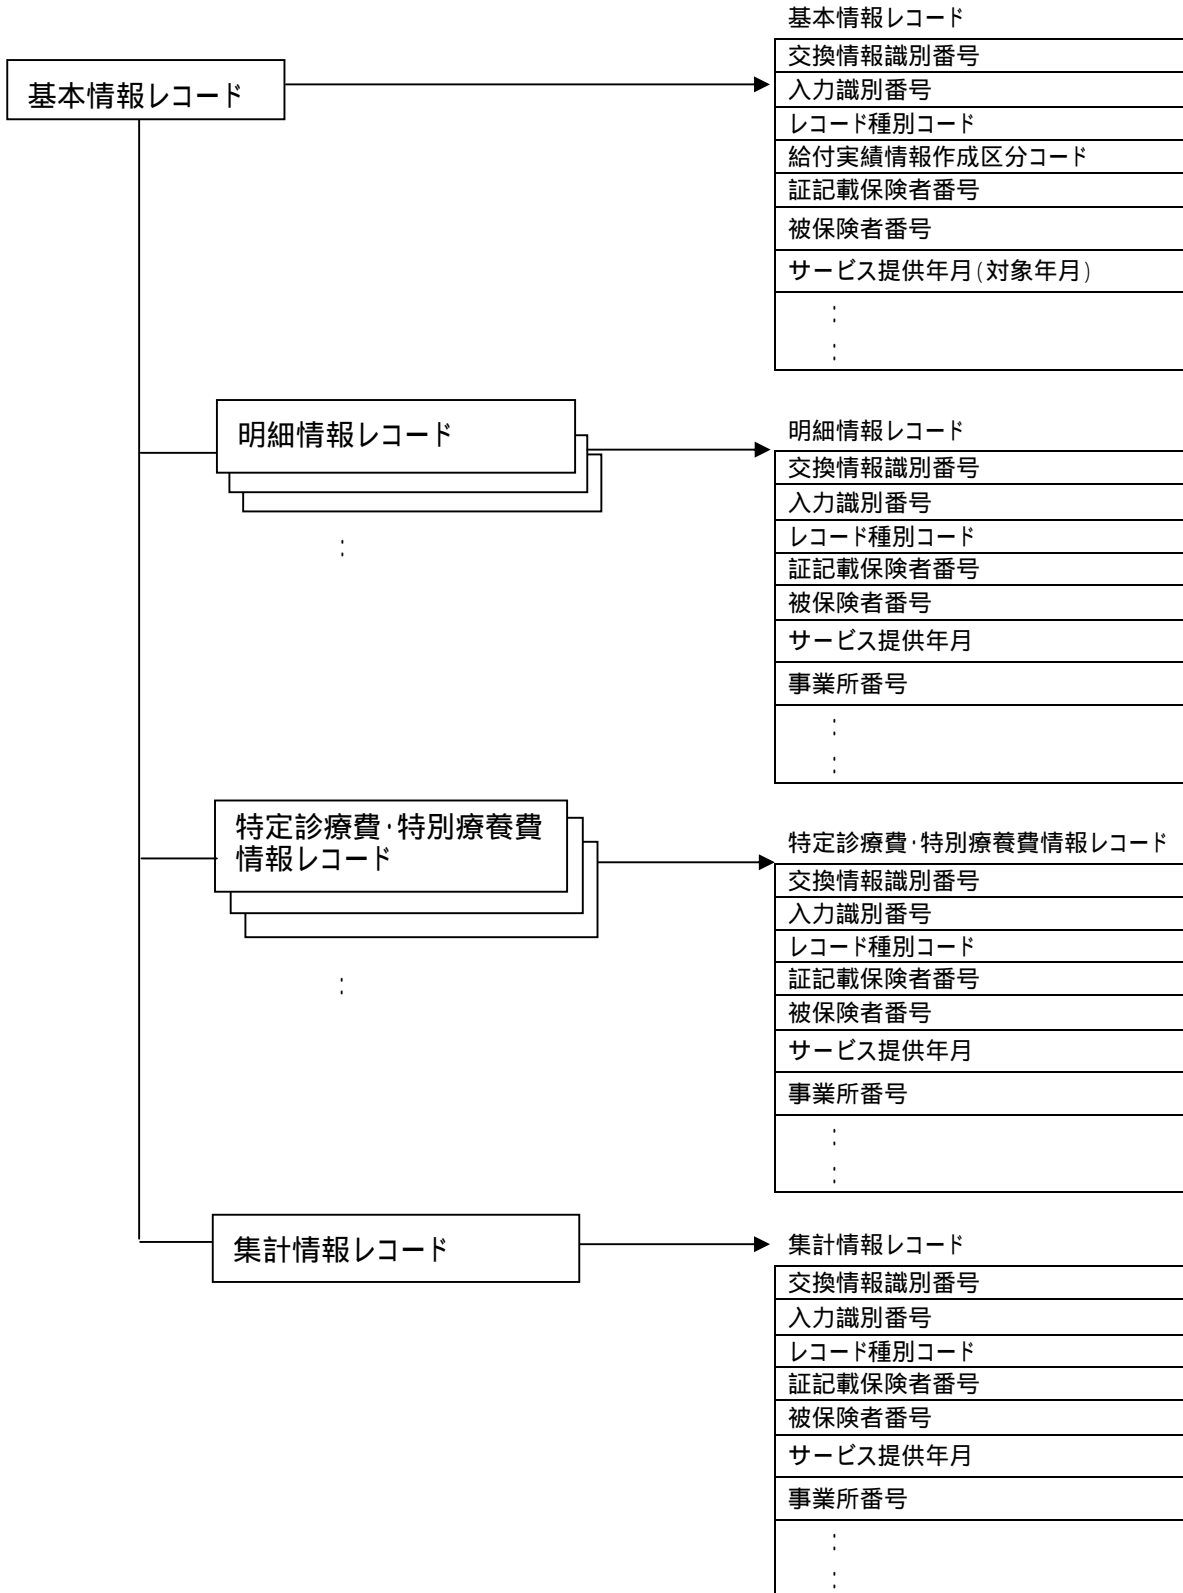 基本情報レコード
基本情報レコード
交換情報識別番号
入力識別番号
レコード種別コード
給付実績情報作成区分コード
証記載保険者番号
被保険者番号
サービス提供年月(対象年月)
:
:
明細情報レコード
:
明細情報レコード
交換情報識別番号
入力識別番号
レコード種別コード
証記載保険者番号
被保険者番号
サービス提供年月
事業所番号
:
:
特定診療費・特別療養費
情報レコード
:
特定診療費・特別療養費情報レコード
交換情報識別番号
入力識別番号
レコード種別コード
証記載保険者番号
被保険者番号
サービス提供年月
事業所番号
:
:
集計情報レコード
集計情報レコード
交換情報識別番号
入力識別番号
レコード種別コード
証記載保険者番号
被保険者番号
サービス提供年月
事業所番号
:
: